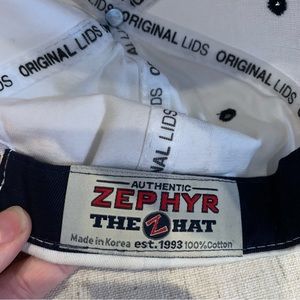 ORIGINAL LIDS
ORIGINAL LIDS
ORIGINAL LIDS
ORIGINAL LIDS
AUTHENTIC
ZEPHYR
THE Z HAT
Made in Korea est. 1993 100% Cotton